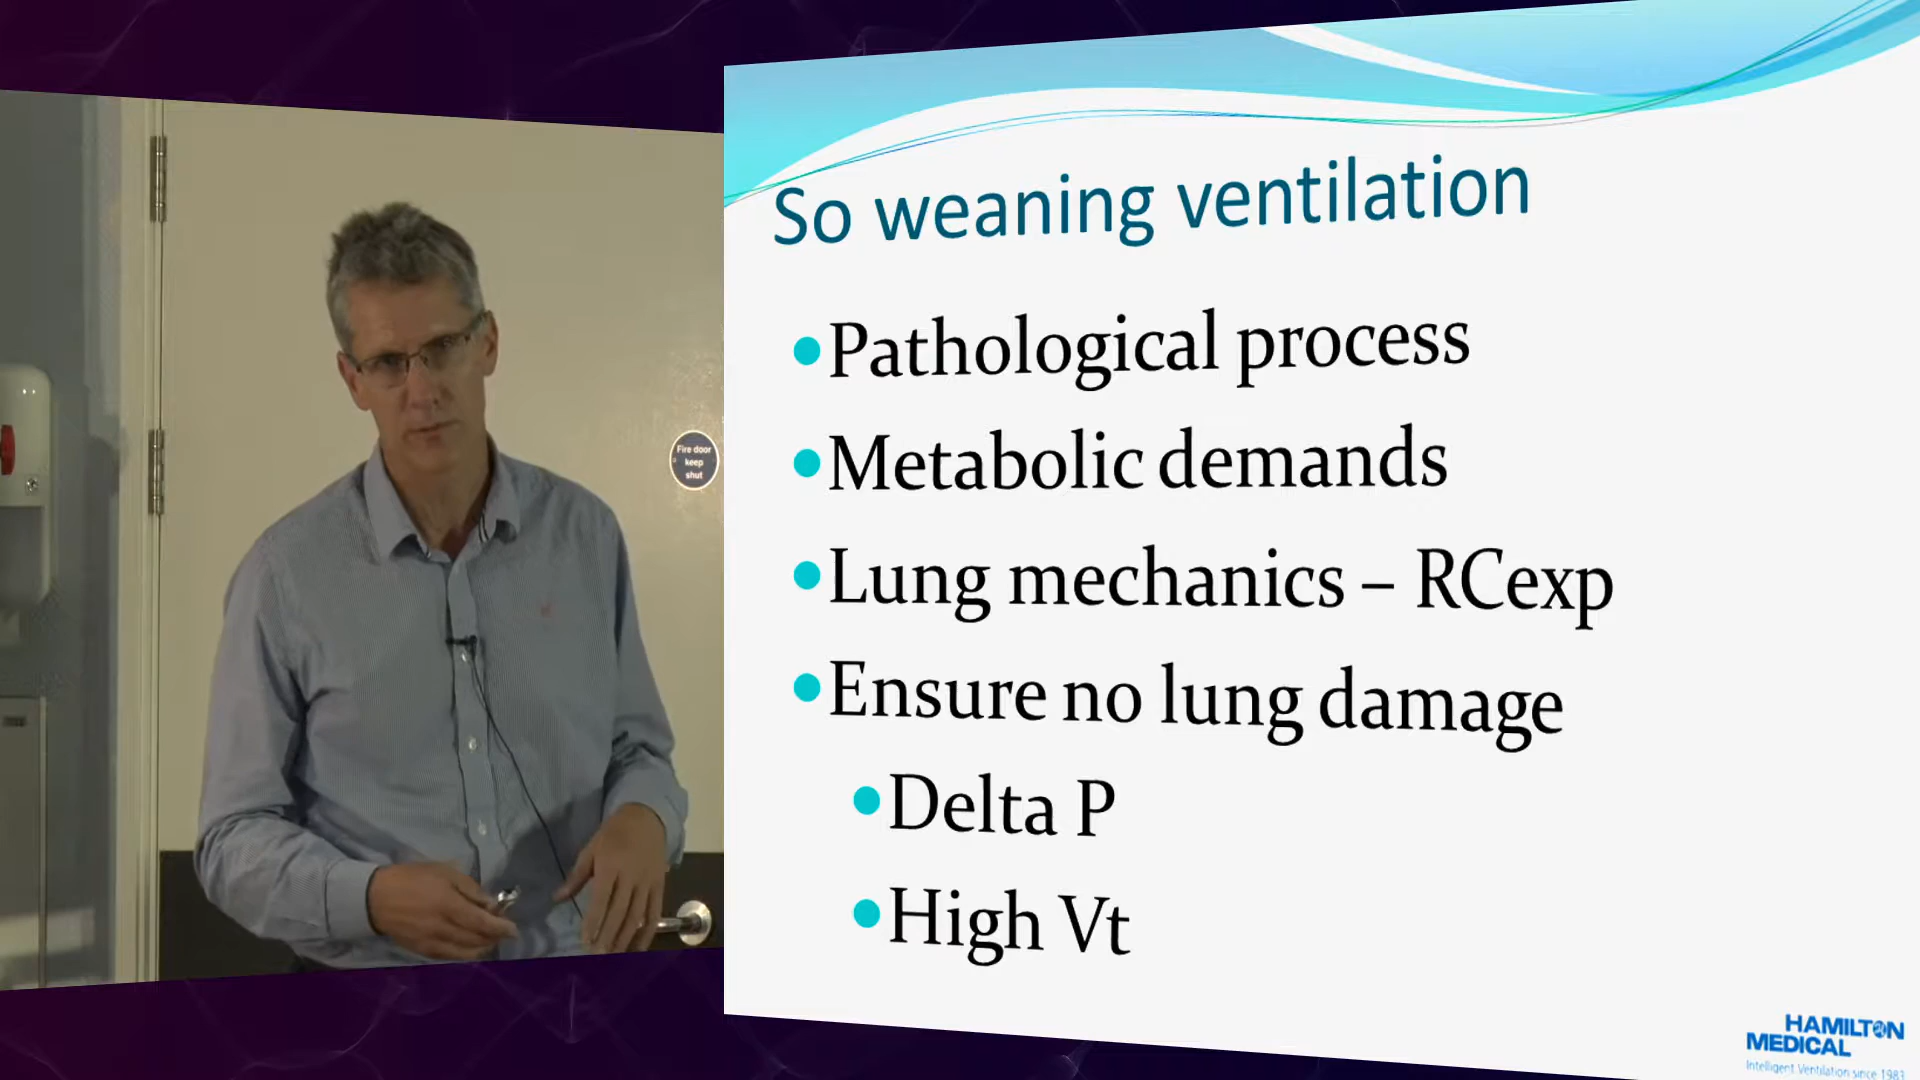 Fire door
keep
shut
So weaning ventilation
•Pathological process
•Metabolic demands
•Lung mechanics – RCexp
•Ensure no lung damage
•Delta P
•High Vt
HAMILTON
MEDICAL
Intelligent Ventilation since 1983